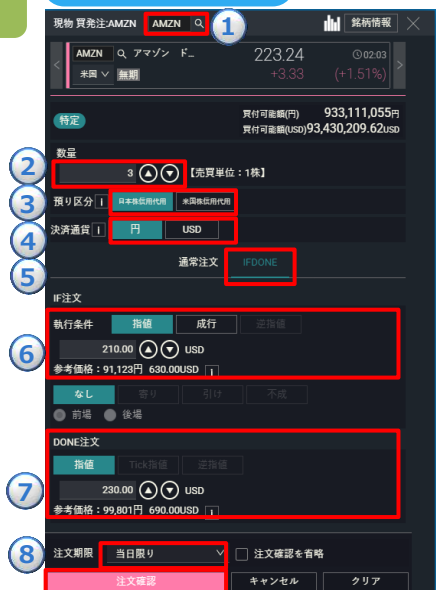 現物 買発注:AMZN AMZN 1 銘柄情報
AMZN アマゾン ド_ 223.24 02:03
米国 無期 +3.33 (+1.51%)
特定 買付可能額(円) 933,111,055円
買付可能額(USD)93,430,209.62USD
2 数量
3 【売買単位：1株】
3 預り区分 i 日本株信用代用 米国株信用代用
4 決済通貨 i 円 USD
5 通常注文 IFDONE
IF注文
執行条件 指値 成行 逆指値
6 210.00 USD
参考価格：91,123円 630.00USD i
なし 寄り 引け 不成
前場 後場
DONE注文
指値 Tick指値 逆指値
7 230.00 USD
参考価格：99,801円 690.00USD i
8 注文期限 当日限り 注文確認を省略
注文確認 キャンセル クリア